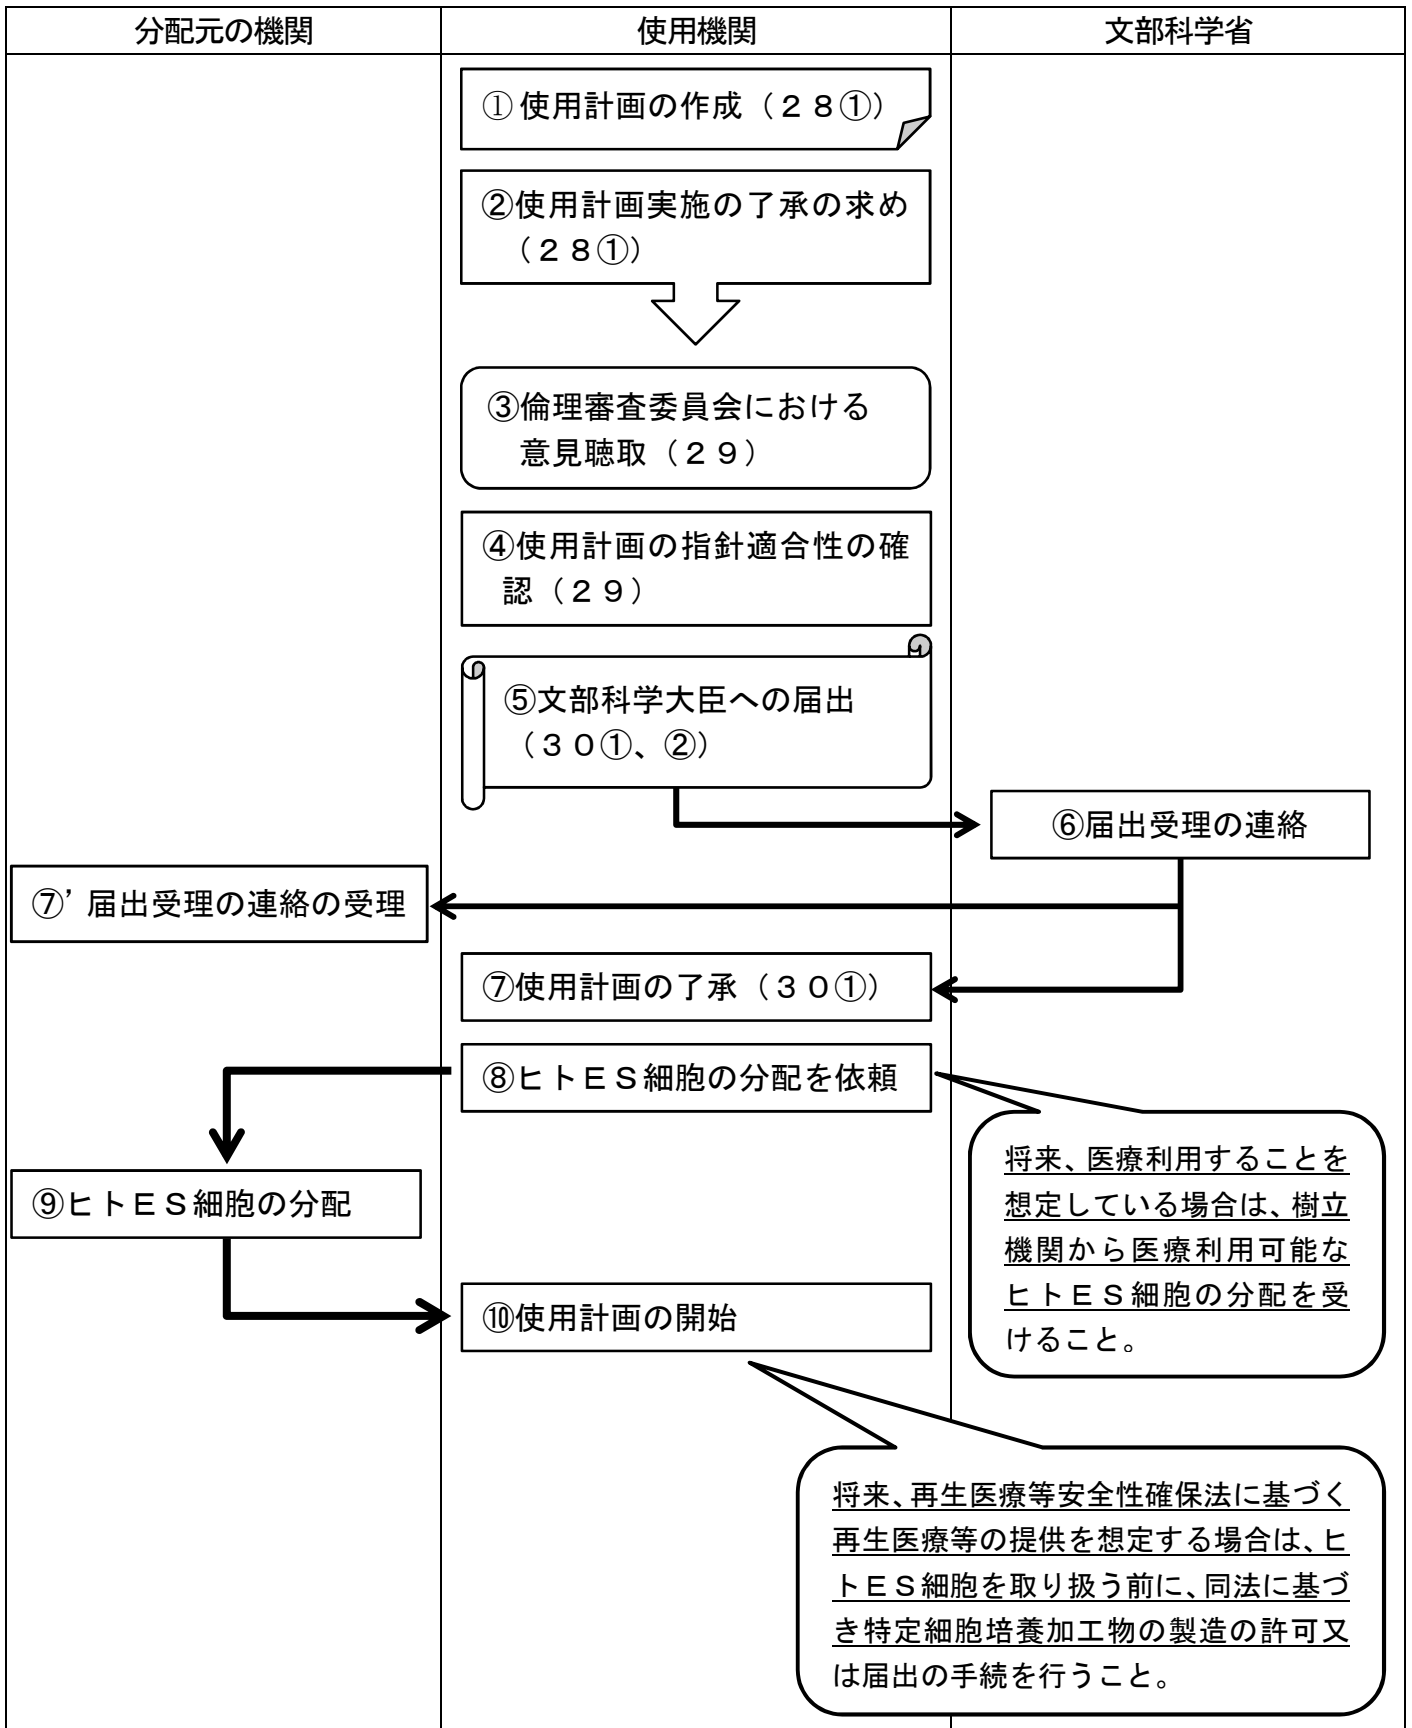 分配元の機関
使用機関
文部科学省
①使用計画の作成（２８①）
②使用計画実施の了承の求め
（２８①）
③倫理審査委員会における
意見聴取（２９）
④使用計画の指針適合性の確
認（２９）
⑤文部科学大臣への届出
（３０①、②）
⑥届出受理の連絡
⑦’届出受理の連絡の受理
⑦使用計画の了承（３０①）
⑧ヒトＥＳ細胞の分配を依頼
将来、医療利用することを
想定している場合は、樹立
機関から医療利用可能な
ヒトＥＳ細胞の分配を受
けること。
⑨ヒトＥＳ細胞の分配
⑩使用計画の開始
将来、再生医療等安全性確保法に基づく
再生医療等の提供を想定する場合は、ヒ
トＥＳ細胞を取り扱う前に、同法に基づ
き特定細胞培養加工物の製造の許可又
は届出の手続を行うこと。